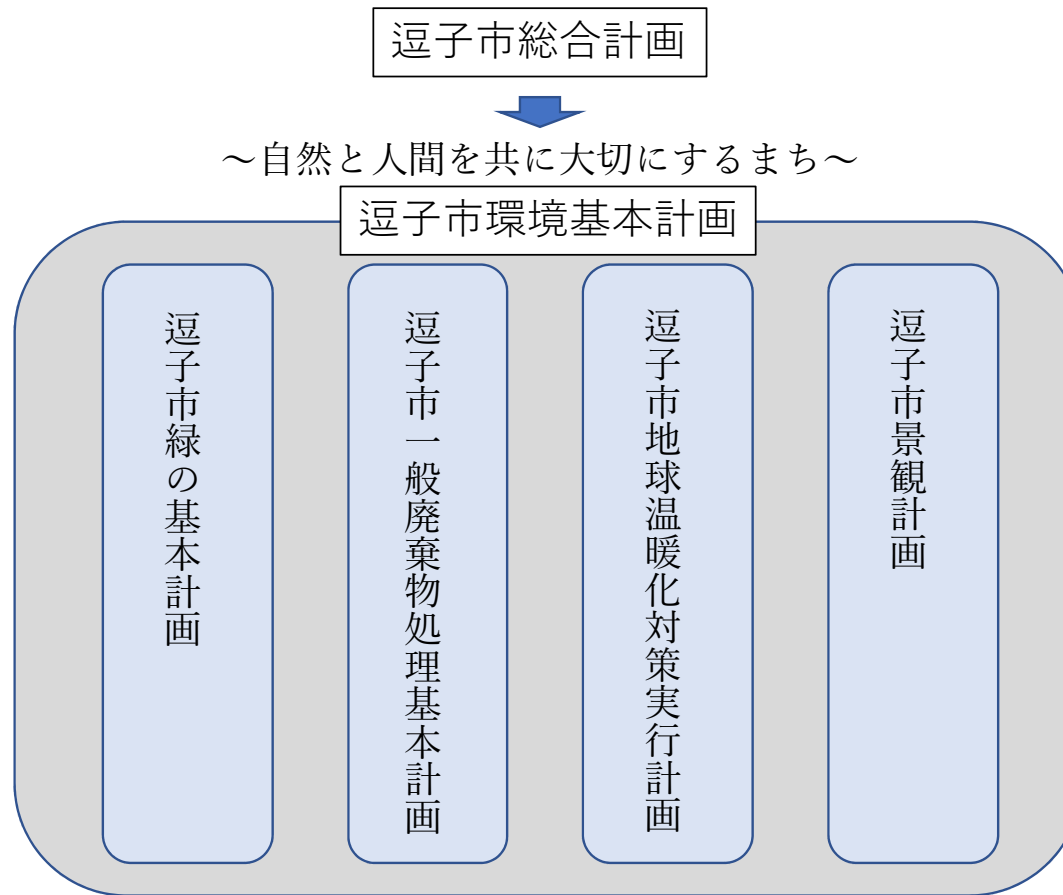 逗子市総合計画
～自然と人間を共に大切にするまち～
逗子市環境基本計画
逗子市緑の基本計画
逗子市一般廃棄物処理基本計画
逗子市地球温暖化対策実行計画
逗子市景観計画